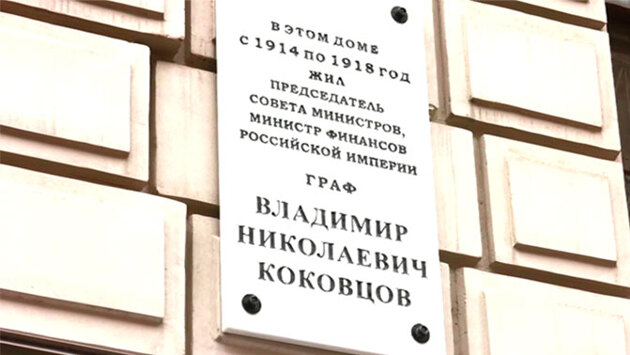 В ЭТОМ ДОМЕ
С 1914 ПО 1918 ГОД
ЖИЛ
ПРЕДСЕДАТЕЛЬ
СОВЕТА МИНИСТРОВ,
МИНИСТР ФИНАНСОВ
РОССИЙСКОЙ ИМПЕРИИ
ГРАФ
ВЛАДИМИР
НИКОЛАЕВИЧ
КОКОВЦОВ